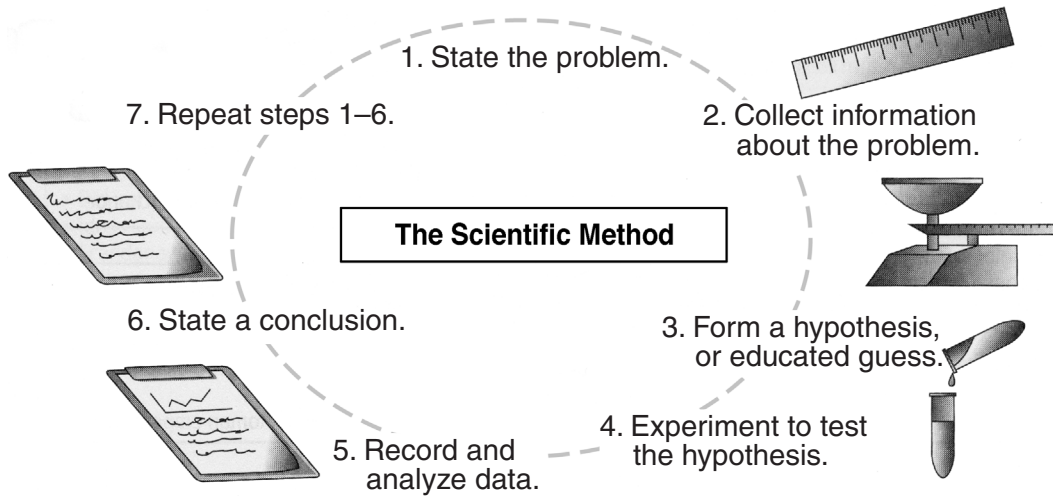 1. State the problem.
2. Collect information
about the problem.
The Scientific Method
3. Form a hypothesis,
or educated guess.
4. Experiment to test
the hypothesis.
5. Record and
analyze data.
6. State a conclusion.
7. Repeat steps 1–6.